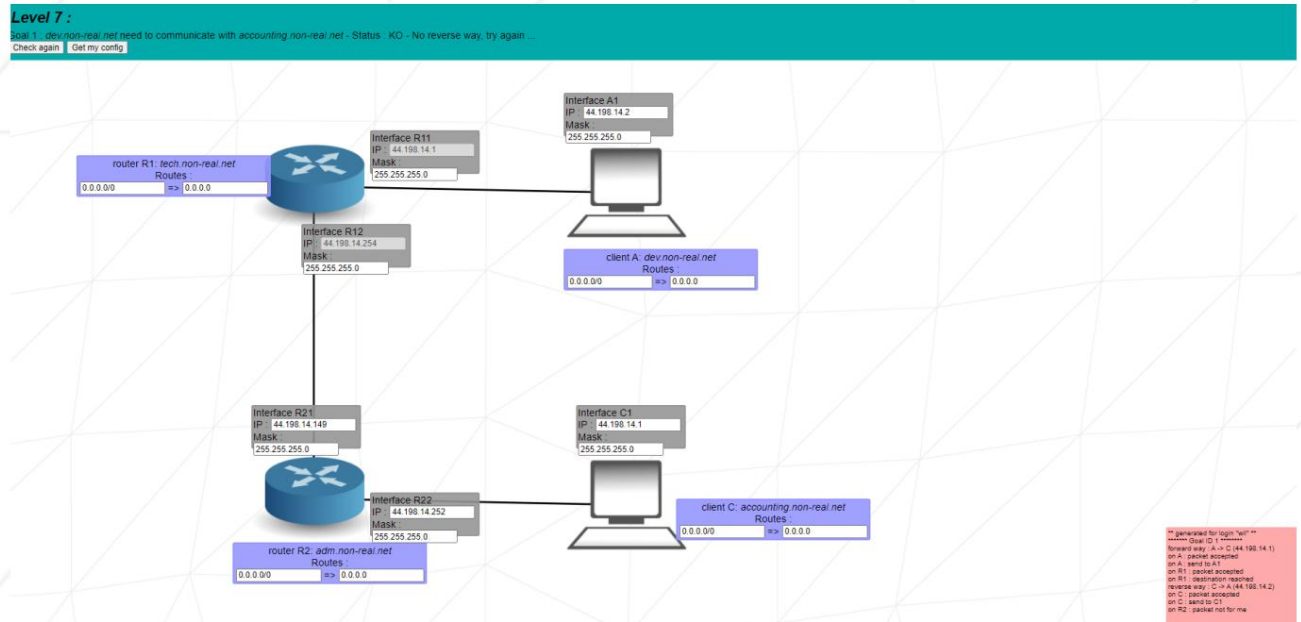 Level 7 :
Goal 1 : dev.non-real.net need to communicate with accounting.non-real.net - Status : KO - No reverse way, try again ...
Check again Get my config
Interface A1
IP : 44.198.14.2
Mask :
255.255.255.0
Interface R11
IP : 44.198.14.1
Mask :
255.255.255.0
router R1: tech.non-real.net
Routes :
0.0.0.0/0 => 0.0.0.0
Interface R12
IP : 44.198.14.254
Mask :
255.255.255.0
client A: dev.non-real.net
Routes :
0.0.0.0/0 => 0.0.0.0
Interface R21
IP : 44.198.14.149
Mask :
255.255.255.0
Interface C1
IP : 44.198.14.1
Mask :
255.255.255.0
Interface R22
IP : 44.198.14.252
Mask :
255.255.255.0
client C: accounting.non-real.net
Routes :
0.0.0.0/0 => 0.0.0.0
router R2: adm.non-real.net
Routes :
0.0.0.0/0 => 0.0.0.0
** generated for login "wil" **
******* Goal ID 1 ********
forward way : A -> C (44.198.14.1)
on A : packet accepted
on A : send to A1
on R1 : packet accepted
on R1 : destination reached
reverse way : C -> A (44.198.14.2)
on C : packet accepted
on C : send to C1
on R2 : packet not for me